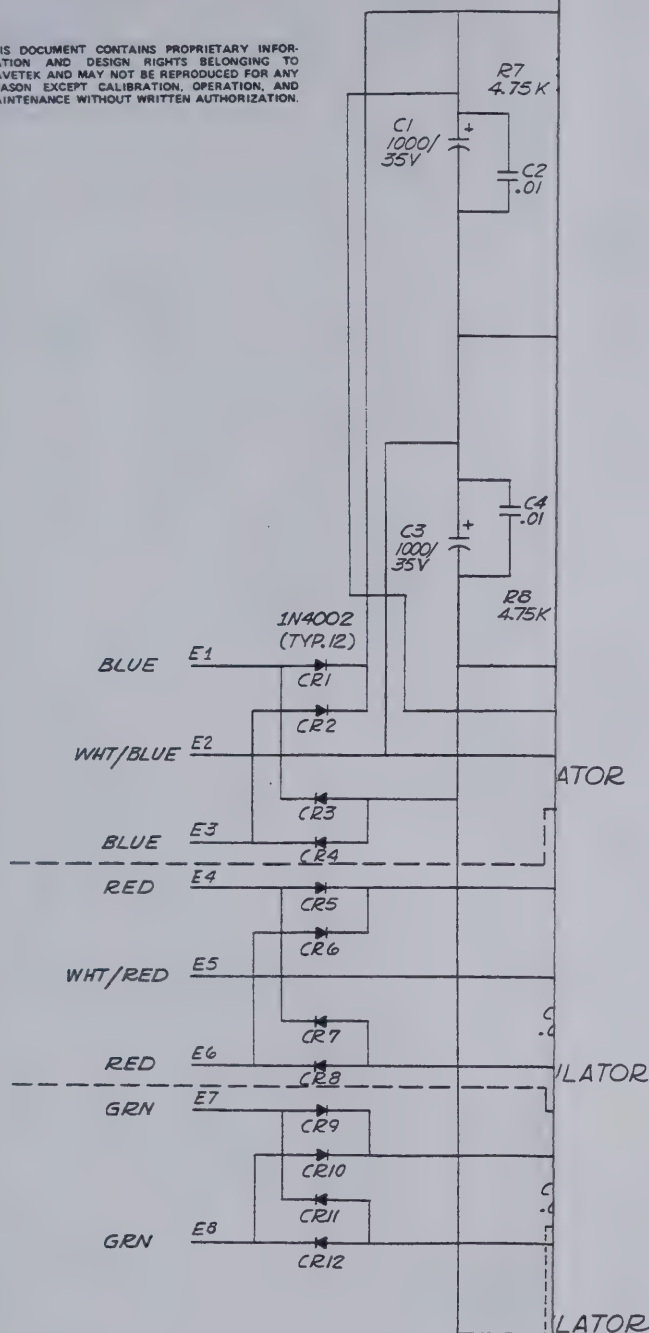 IS DOCUMENT CONTAINS PROPRIETARY INFOR-
ATION AND DESIGN RIGHTS BELONGING TO
AVETEK AND MAY NOT BE REPRODUCED FOR ANY
ASON EXCEPT CALIBRATION, OPERATION, AND
AINTENANCE WITHOUT WRITTEN AUTHORIZATION.
R7
4.75K
C1
1000/
35V
+
C2
.01
C4
.01
C3
1000/
35V
+
R8
4.75K
1N4002
(TYP.12)
BLUE E1
CR1
CR2
WHT/BLUE E2
ATOR
CR3
BLUE E3
CR4
RED E4
CR5
CR6
WHT/RED E5
CR7
RED E6
CR8
LATOR
GRN E7
CR9
CR10
CR11
GRN E8
CR12
LATOR